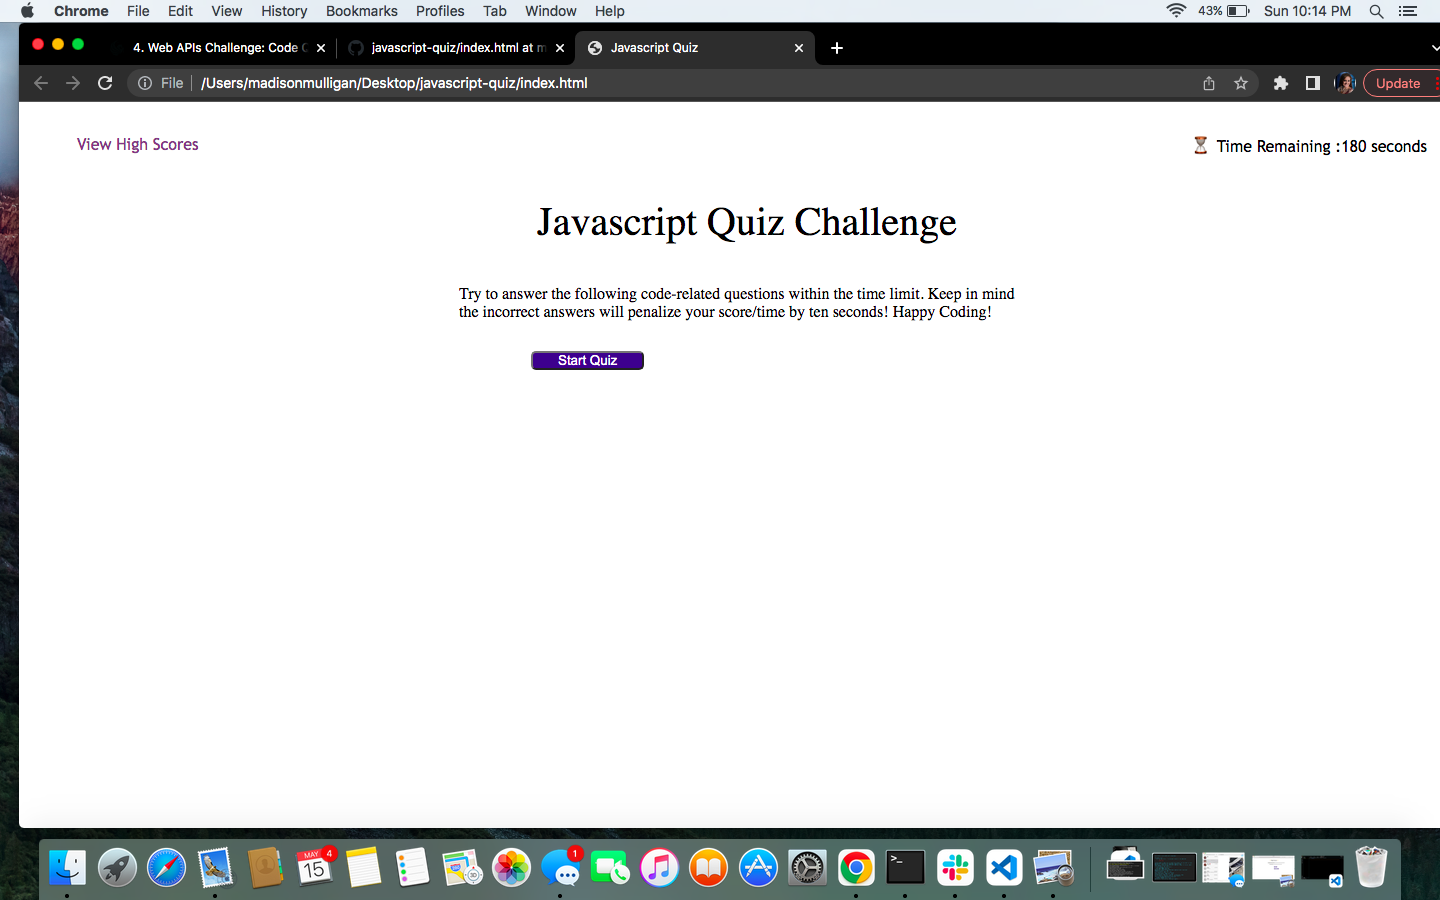 Chrome File Edit View History Bookmarks Profiles Tab Window Help 43% Sun 10:14 PM
4. Web APIs Challenge: Code javascript-quiz/index.html at Javascript Quiz
File /Users/madisonmulligan/Desktop/javascript-quiz/index.html Update
View High Scores
Time Remaining :180 seconds
Javascript Quiz Challenge
Try to answer the following code-related questions within the time limit. Keep in mind
the incorrect answers will penalize your score/time by ten seconds! Happy Coding!
Start Quiz
MAY 4 1
15